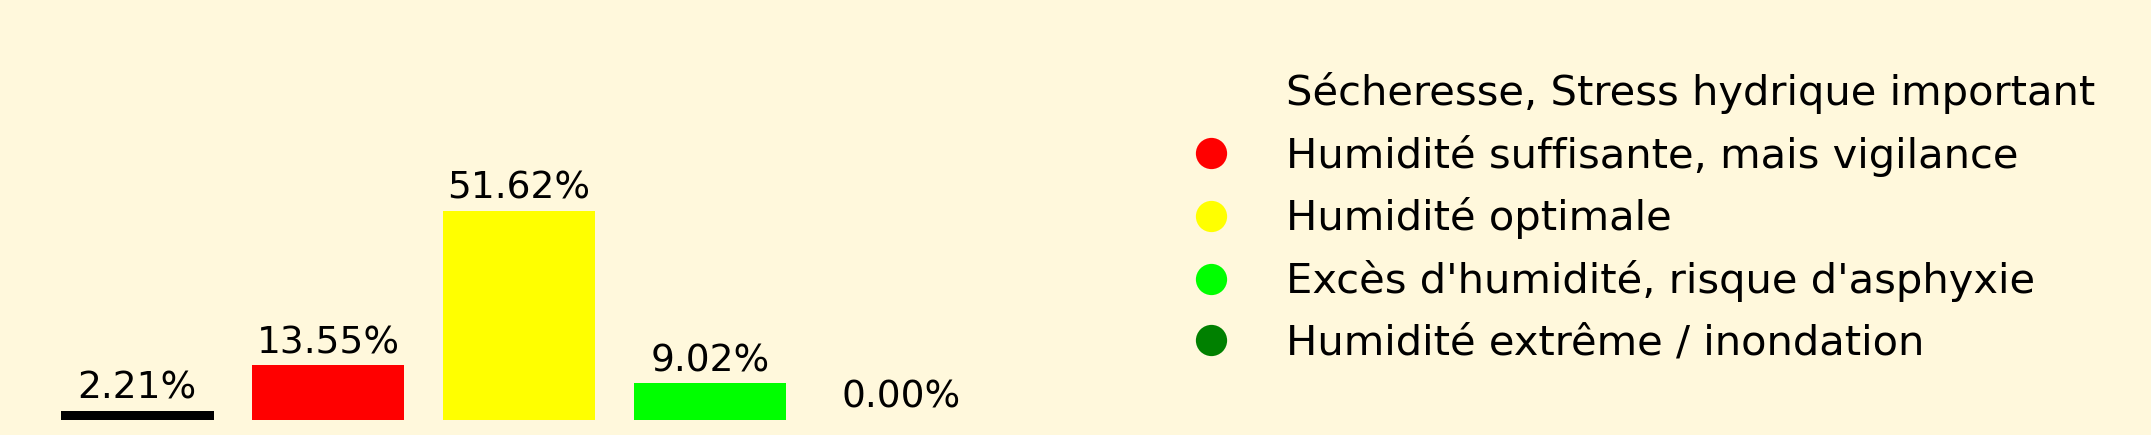 51.62%
13.55%
9.02%
2.21%
0.00%
Sécheresse, Stress hydrique important
Humidité suffisante, mais vigilance
Humidité optimale
Excès d'humidité, risque d'asphyxie
Humidité extrême / inondation